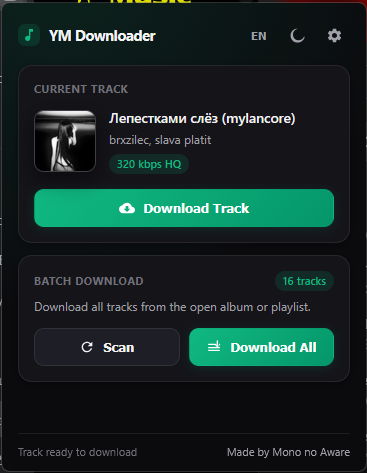 YM Downloader
EN
CURRENT TRACK
Лепестками слёз (mylancore)
brxzilec, slava platit
320 kbps HQ
Download Track
BATCH DOWNLOAD
16 tracks
Download all tracks from the open album or playlist.
Scan
Download All
Track ready to download
Made by Mono no Aware